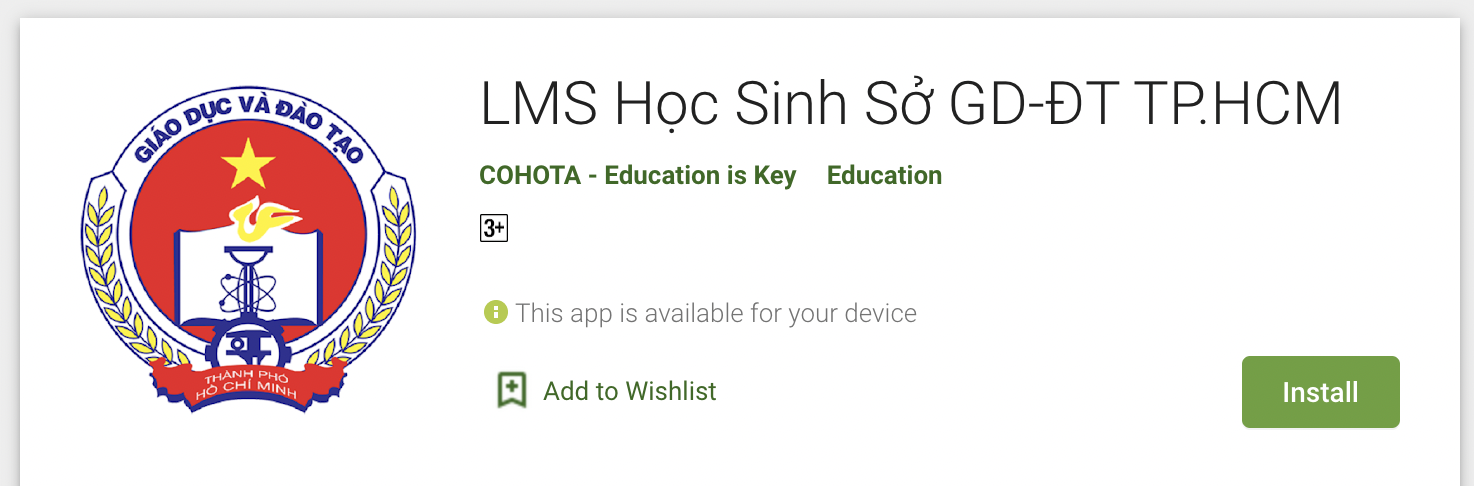 GIÁO DỤC VÀ ĐÀO TẠO
THÀNH PHỐ
HỒ CHÍ MINH
LMS Học Sinh Sở GD-ĐT TP.HCM
COHOTA - Education is Key Education
3+
This app is available for your device
Add to Wishlist
Install